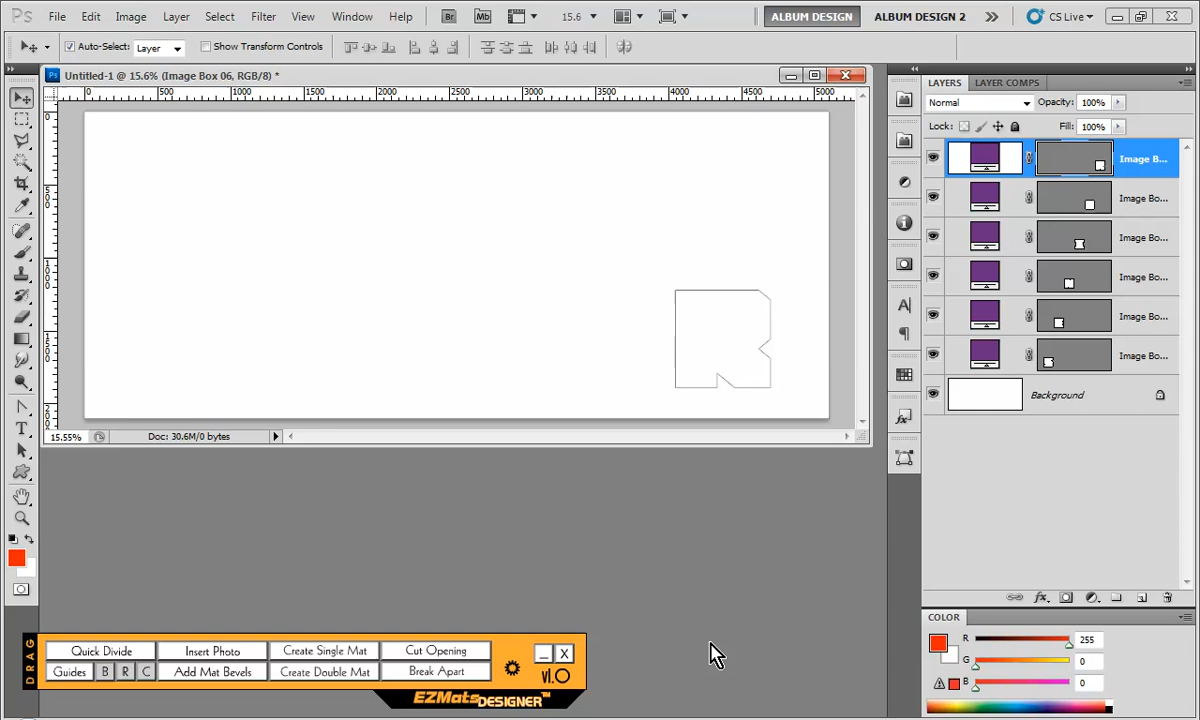 Ps File Edit Image Layer Select Filter View Window Help Br Mb 15.6 ALBUM DESIGN ALBUM DESIGN 2 CS Live
Auto-Select: Layer Show Transform Controls
Untitled-1 @ 15.6% (Image Box 06, RGB/8) *
0 500 1000 1500 2000 2500 3000 3500 4000 4500 5000
0
500
1000
1500
15.55% Doc: 30.6M/0 bytes
LAYERS LAYER COMPS
Normal Opacity: 100%
Lock: Fill: 100%
Image B...
Image Bo...
Image Bo...
Image Bo...
Image Bo...
Image Bo...
Background
COLOR
R 255
G 0
B 0
DRAG
Quick Divide Insert Photo Create Single Mat Cut Opening _ X
Guides B R C Add Mat Bevels Create Double Mat Break Apart v1.0
EZMatsDESIGNER™